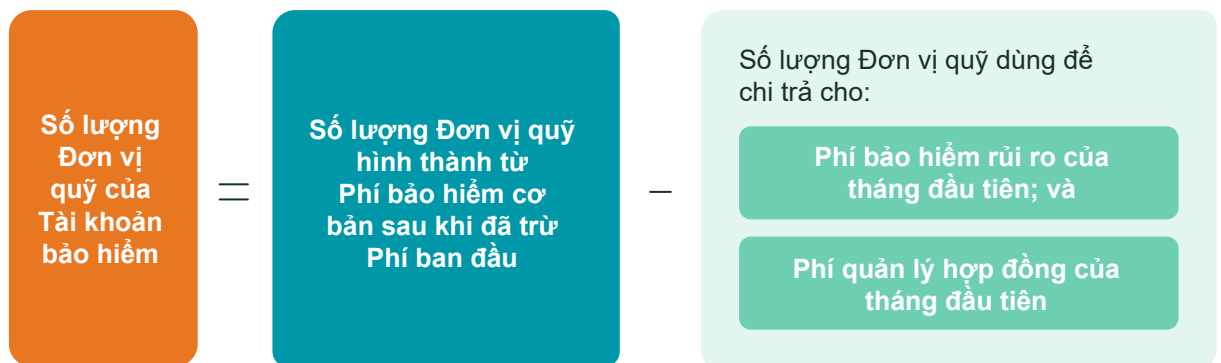 Số lượng
Đơn vị
quỹ của
Tài khoản
bảo hiểm
=
Số lượng Đơn vị quỹ
hình thành từ
Phí bảo hiểm cơ
bản sau khi đã trừ
Phí ban đầu
–
Số lượng Đơn vị quỹ dùng để
chi trả cho:
Phí bảo hiểm rủi ro của
tháng đầu tiên; và
Phí quản lý hợp đồng của
tháng đầu tiên